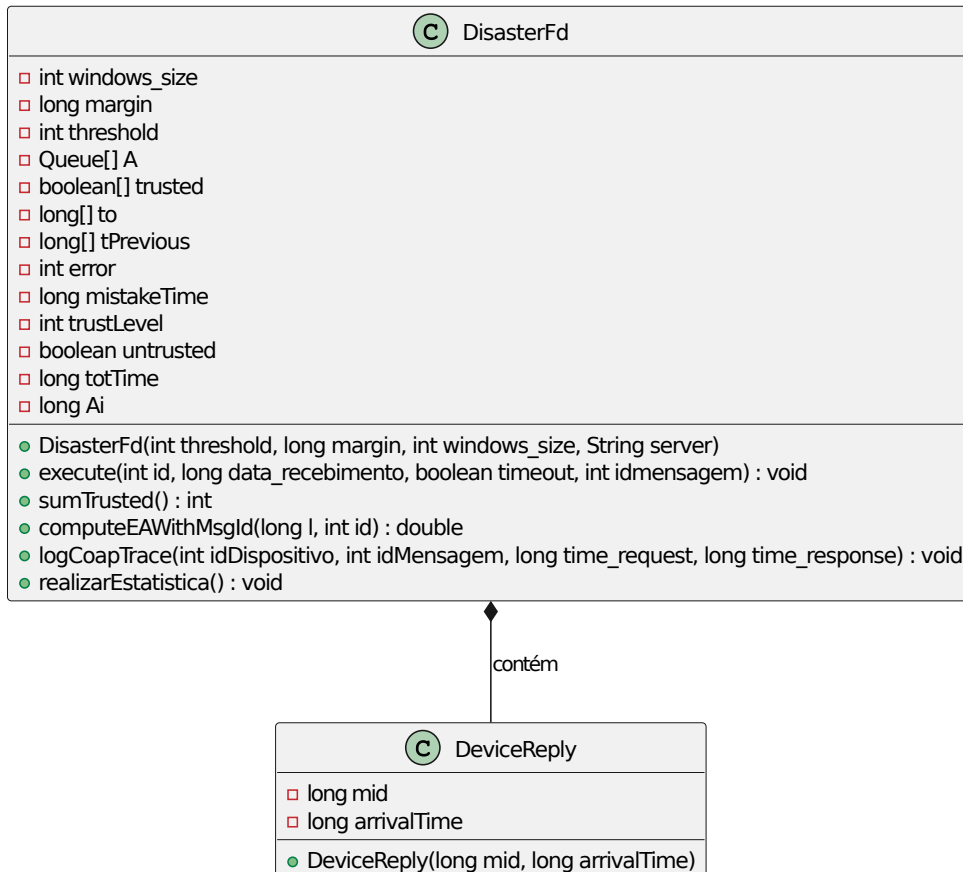 C DisasterFd
int windows_size
long margin
int threshold
Queue[] A
boolean[] trusted
long[] to
long[] tPrevious
int error
long mistakeTime
int trustLevel
boolean untrusted
long totTime
long Ai
DisasterFd(int threshold, long margin, int windows_size, String server)
execute(int id, long data_recebimento, boolean timeout, int idmensagem) : void
sumTrusted() : int
computeEAWithMsgId(long l, int id) : double
logCoapTrace(int idDispositivo, int idMensagem, long time_request, long time_response) : void
realizarEstatistica() : void
contém
C DeviceReply
long mid
long arrivalTime
DeviceReply(long mid, long arrivalTime)